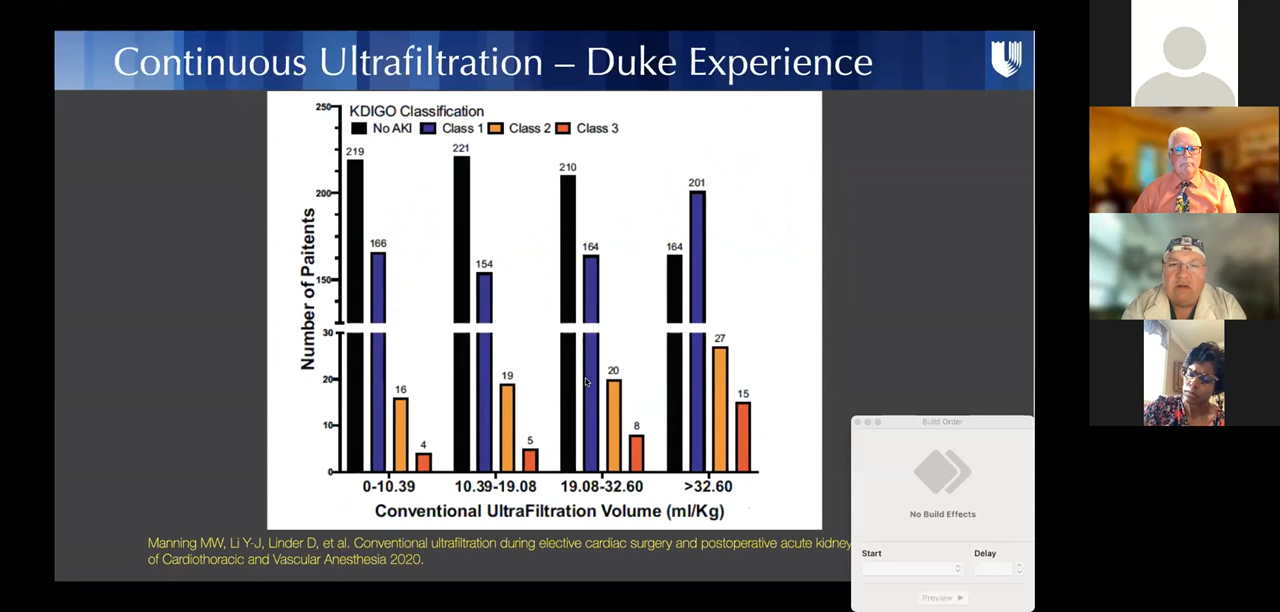 Continuous Ultrafiltration – Duke Experience
KDIGO Classification
No AKI Class 1 Class 2 Class 3
Number of Paitents
250
200
150
30
20
10
0
219 166 16 4
221 154 19 5
210 164 20 8
164 201 27 15
0-10.39 10.39-19.08 19.08-32.60 >32.60
Conventional UltraFiltration Volume (ml/Kg)
Manning MW, Li Y-J, Linder D, et al. Conventional ultrafiltration during elective cardiac surgery and postoperative acute kidney
of Cardiothoracic and Vascular Anesthesia 2020.
Build Order
No Build Effects
Start Delay
Preview